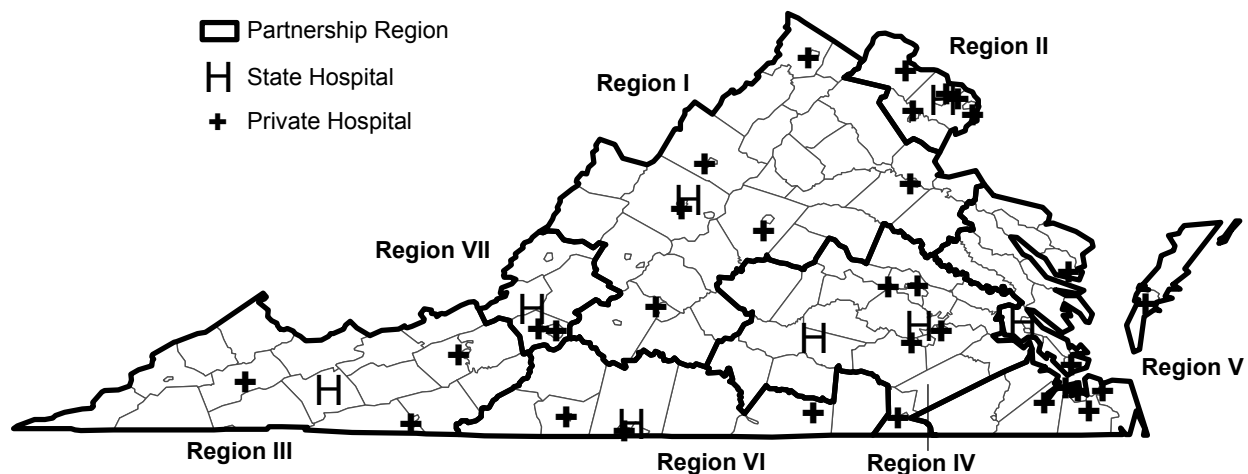 Partnership Region
H State Hospital
Private Hospital
Region II
Region I
Region VII
Region V
Region III
Region VI
Region IV
H
H
H
H
H
H
H
H